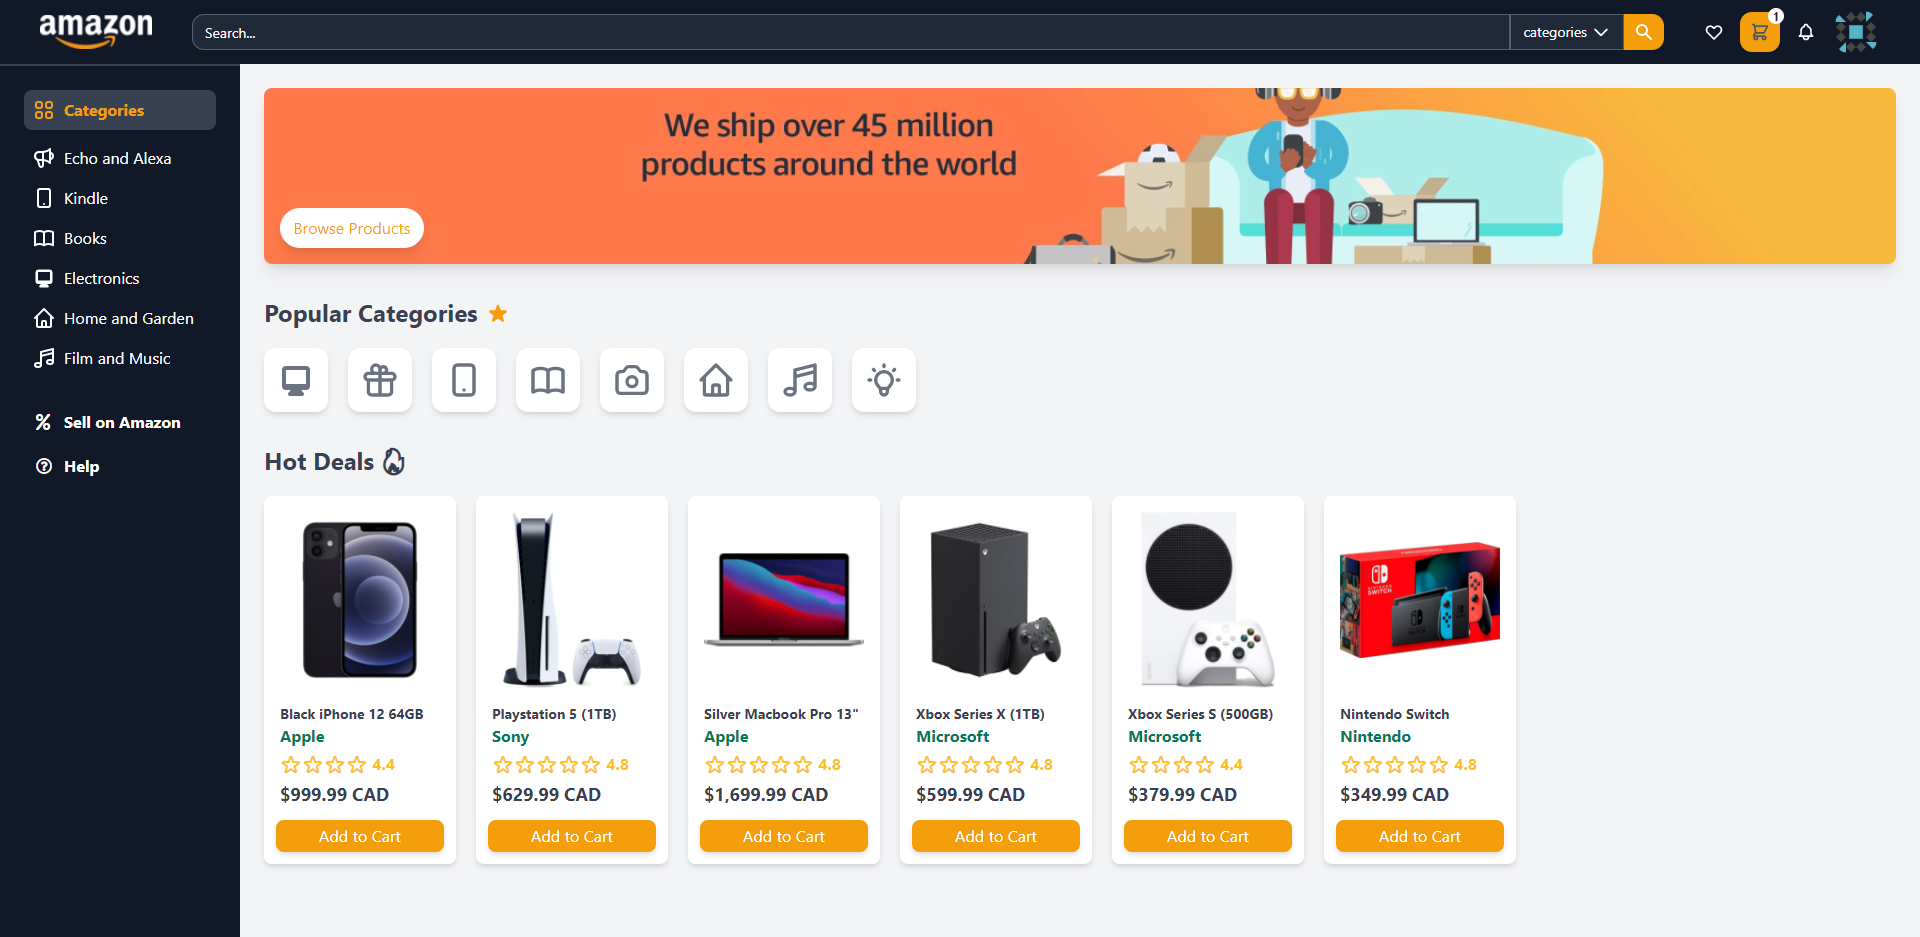 amazon
Search...
categories
1
Categories
Echo and Alexa
Kindle
Books
Electronics
Home and Garden
Film and Music
Sell on Amazon
Help
We ship over 45 million
products around the world
Browse Products
Popular Categories
Hot Deals
NINTENDO
SWITCH
Black iPhone 12 64GB
Apple
4.4
$999.99 CAD
Add to Cart
Playstation 5 (1TB)
Sony
4.8
$629.99 CAD
Add to Cart
Silver Macbook Pro 13"
Apple
4.8
$1,699.99 CAD
Add to Cart
Xbox Series X (1TB)
Microsoft
4.8
$599.99 CAD
Add to Cart
Xbox Series S (500GB)
Microsoft
4.4
$379.99 CAD
Add to Cart
Nintendo Switch
Nintendo
4.8
$349.99 CAD
Add to Cart